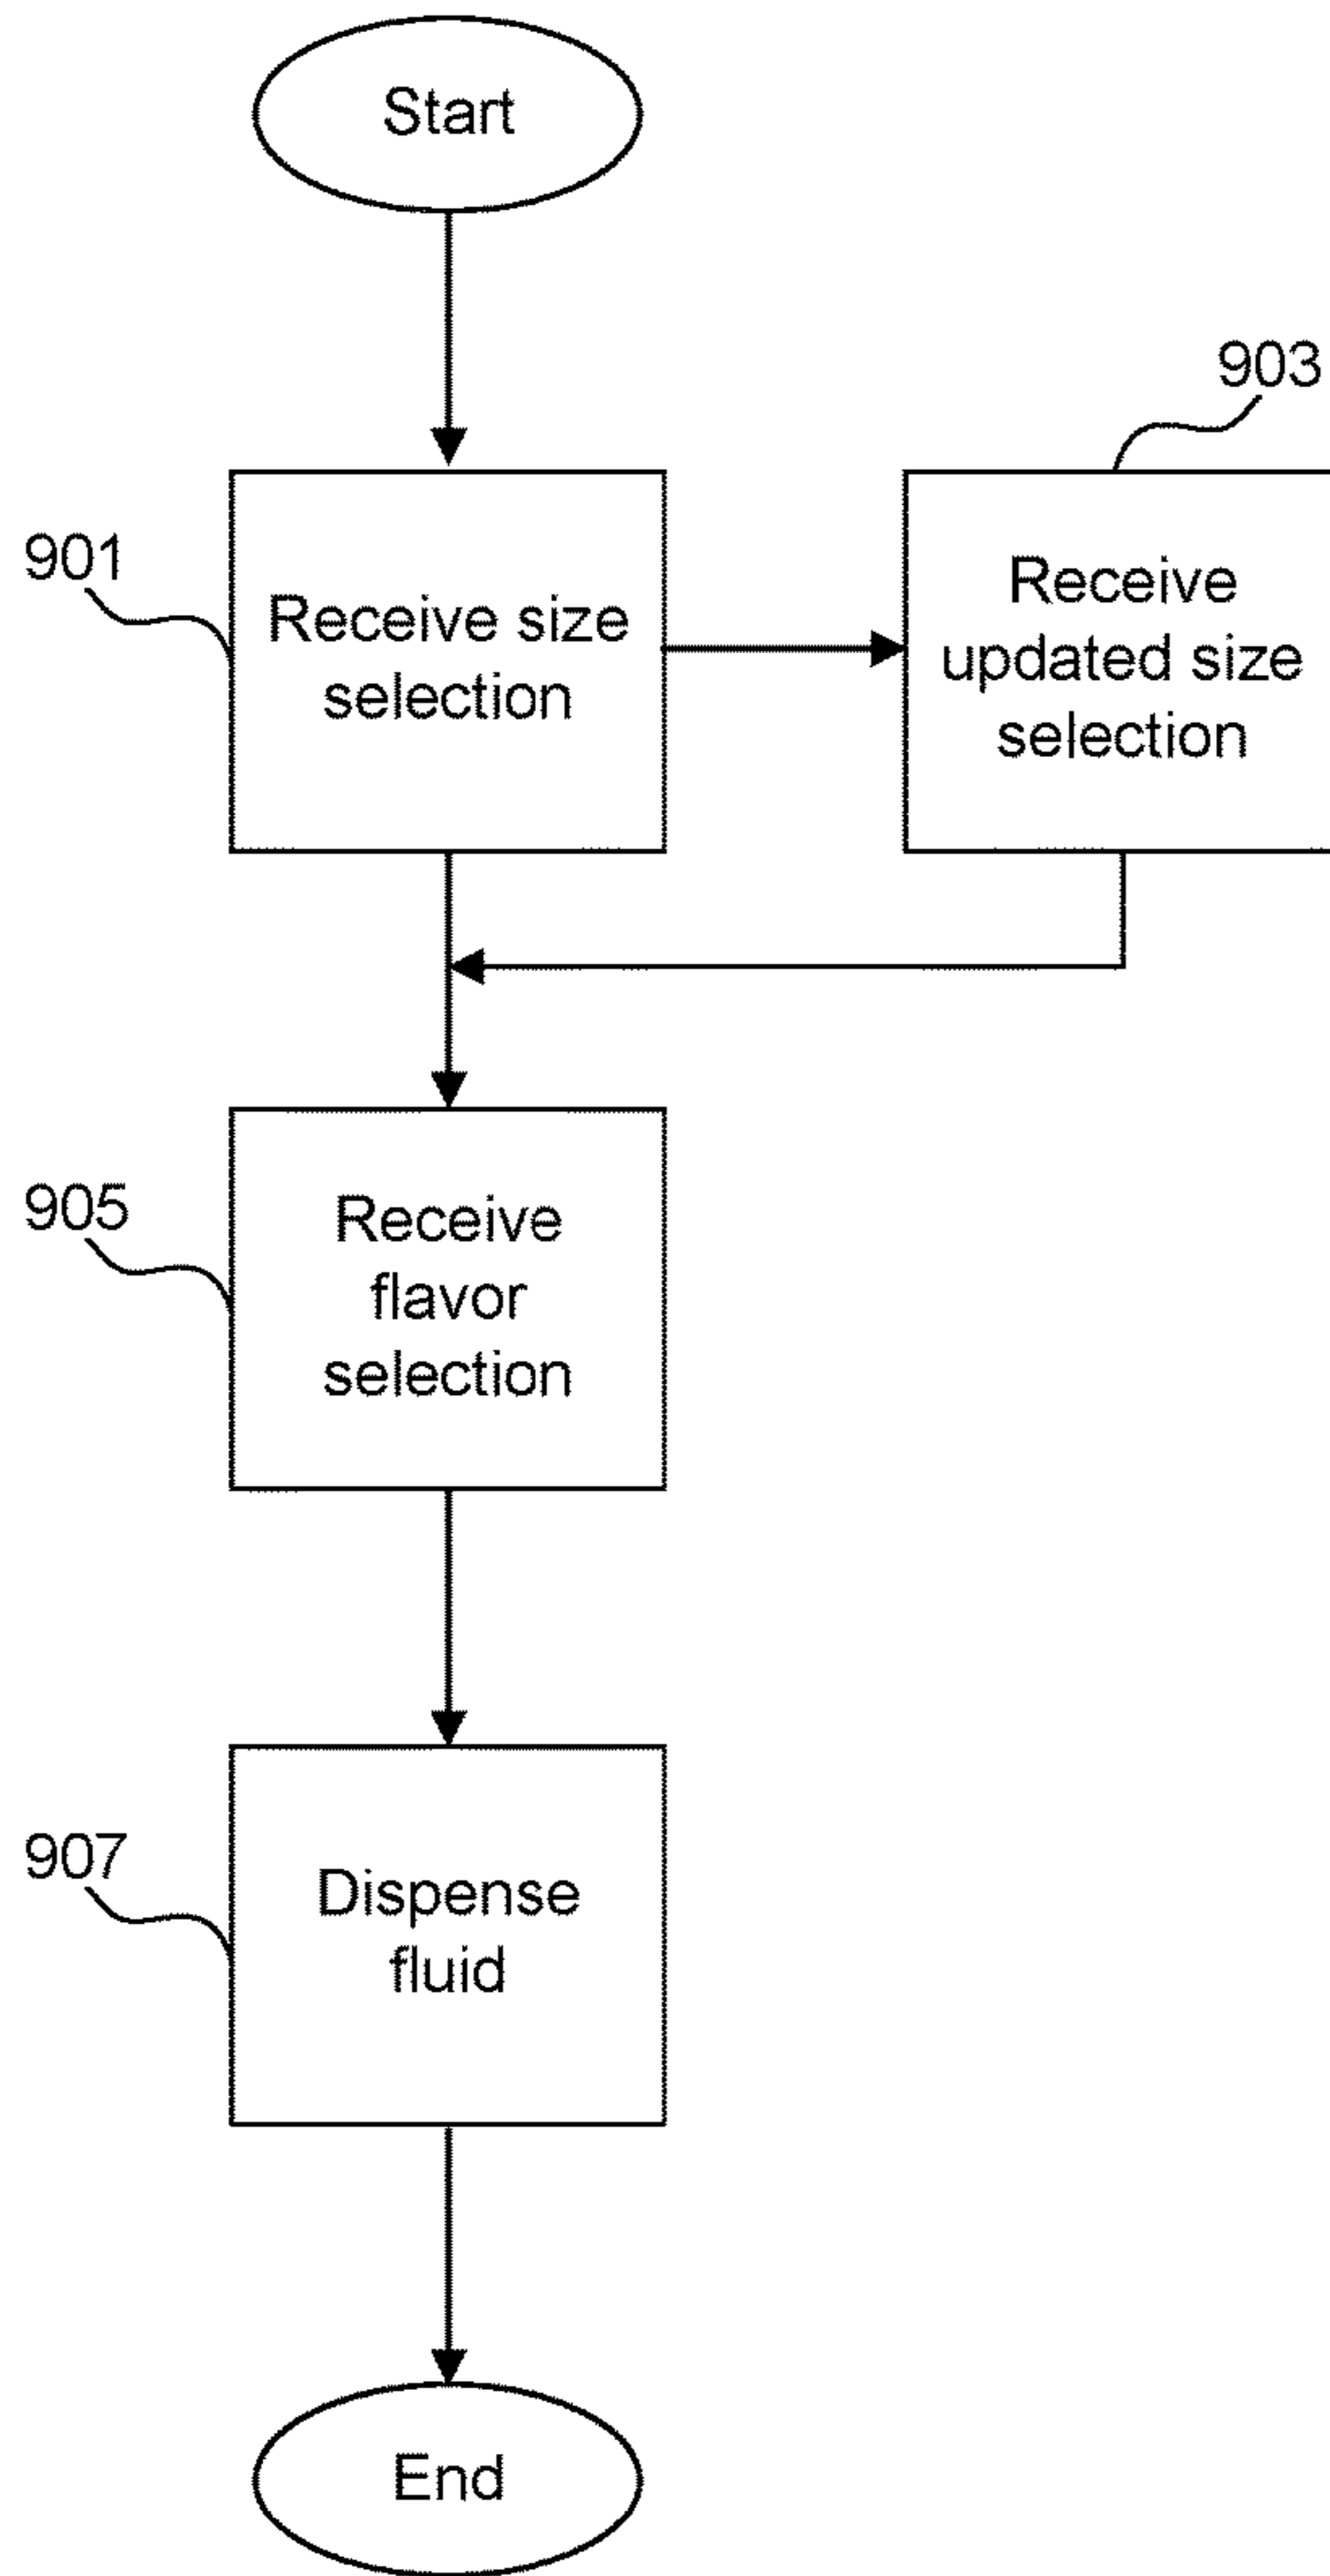 Start
903
901
Receive size
selection
Receive
updated size
selection
905
Receive
flavor
selection
907
Dispense
fluid
End